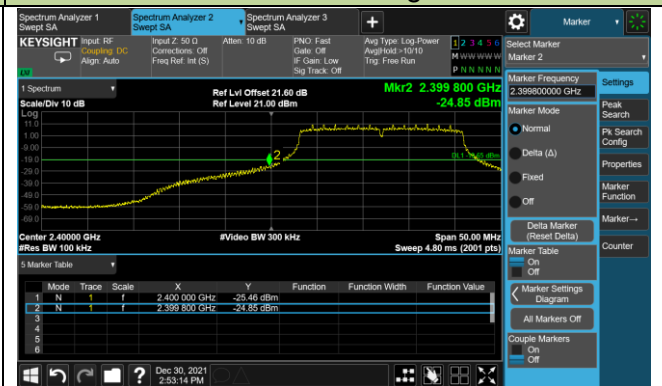 Spectrum Analyzer 1
Swept SA
Spectrum Analyzer 2
Swept SA
Spectrum Analyzer 3
Swept SA
Marker
KEYSIGHT
Input: RF
Coupling: DC
Align: Auto
Input Z: 50 Ω
Corrections: Off
Freq Ref: Int (S)
Atten: 10 dB
PNO: Fast
Gate: Off
IF Gain: Low
Sig Track: Off
Avg Type: Log-Power
Avg|Hold:>10/10
Trig: Free Run
1 2 3 4 5 6
M W W W W W
P N N N N N
LV
Select Marker
Marker 2
1 Spectrum
Scale/Div 10 dB
Log
Ref Lvl Offset 21.60 dB
Ref Level 21.00 dBm
Mkr2 2.399 800 GHz
-24.85 dBm
11.0
1.00
-9.00
-19.0
-29.0
-39.0
-49.0
-59.0
-69.0
2
Center 2.40000 GHz
#Res BW 100 kHz
#Video BW 300 kHz
Span 50.00 MHz
Sweep 4.80 ms (2001 pts)
5 Marker Table
Mode Trace Scale X Y Function Function Width Function Value
1 N 1 f 2.400 000 GHz -25.46 dBm
2 N 1 f 2.399 800 GHz -24.85 dBm
3
4
5
6
Marker Frequency
2.399800000 GHz
Marker Mode
Normal
Delta (Δ)
Fixed
Off
Delta Marker
(Reset Delta)
Marker Table
On
Off
Marker Settings
Diagram
All Markers Off
Couple Markers
On
Off
Settings
Peak
Search
Pk Search
Config
Properties
Marker
Function
Marker→
Counter
?
Dec 30, 2021
2:53:14 PM